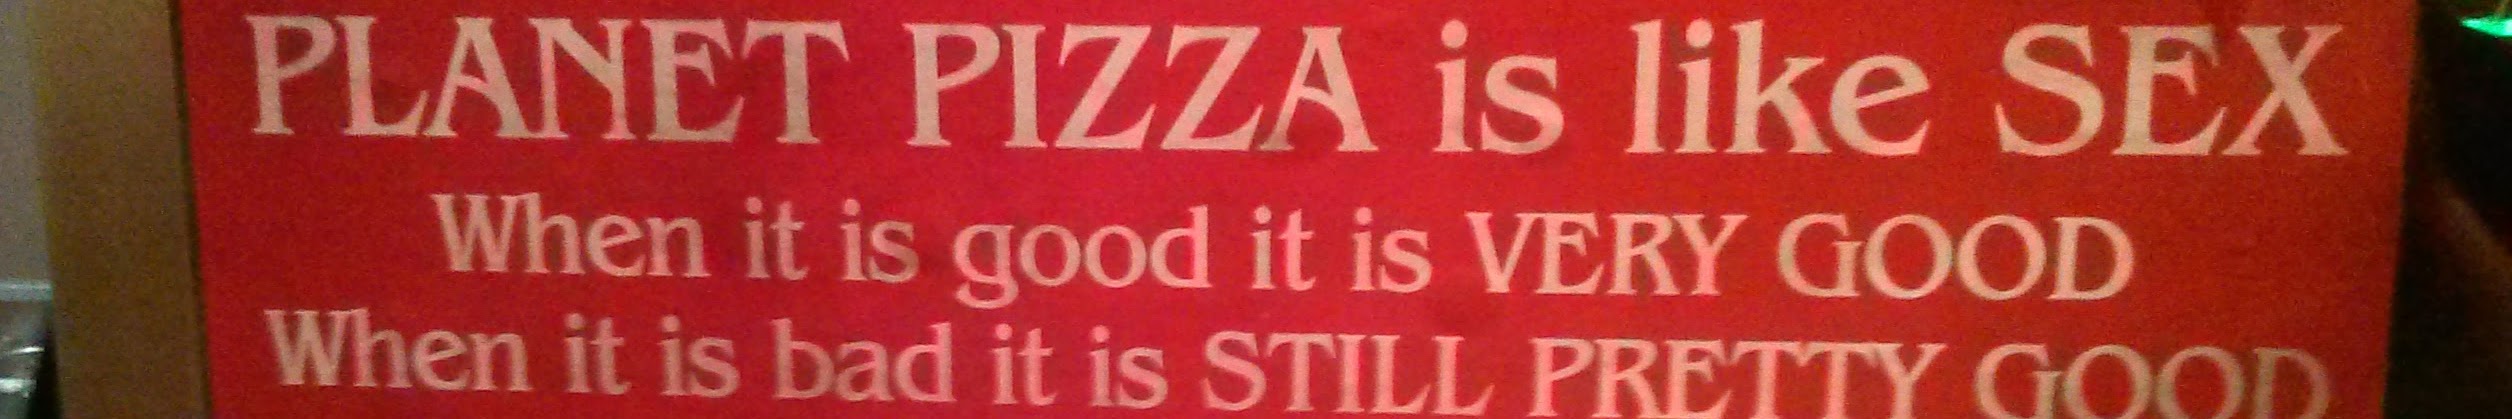 PLANET PIZZA is like SEX
When it is good it is VERY GOOD
When it is bad it is STILL PRETTY GOOD